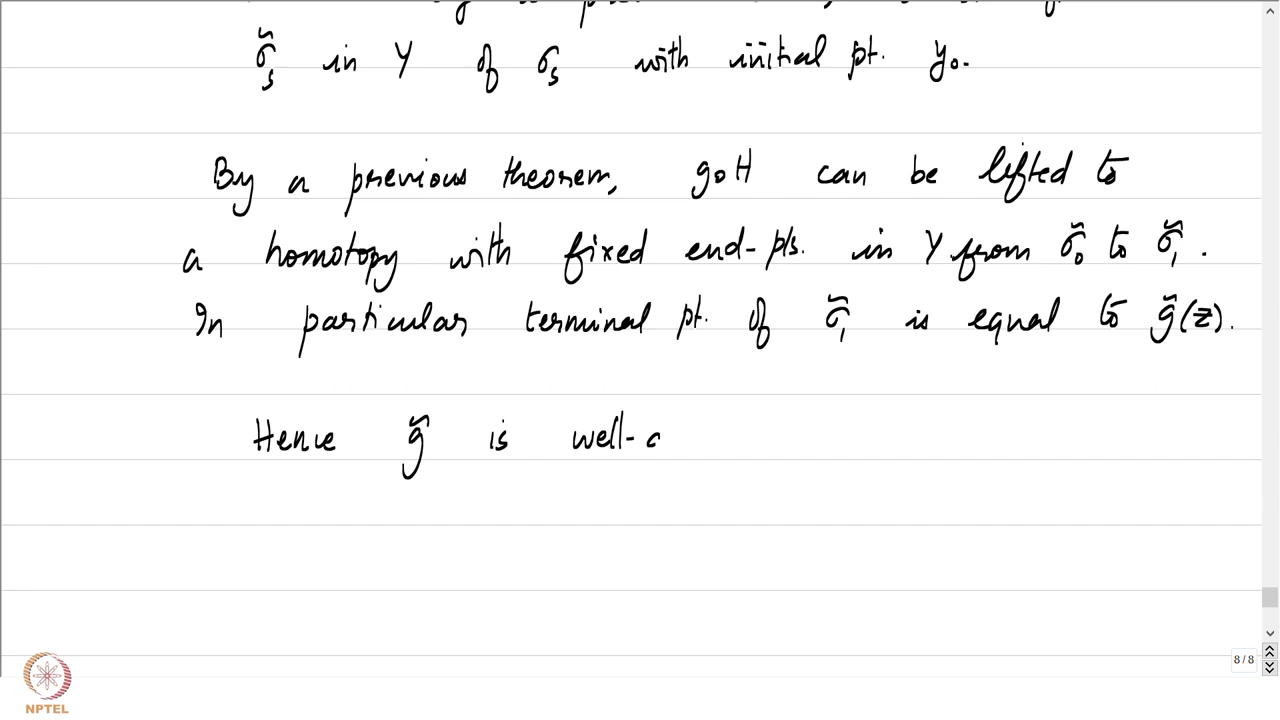 σ̃ₛ in Y of σₛ with initial pt. y₀.
By a previous theorem, g∘H can be lifted to
a homotopy with fixed end-pts. in Y from σ̃₀ to σ̃₁.
In particular terminal pt. of σ̃₁ is equal to g̃(z).
Hence g̃ is well-d
8 / 8
NPTEL